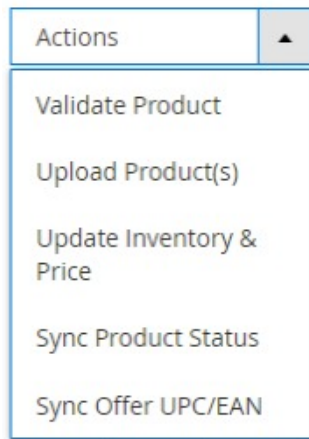 Actions
Validate Product
Upload Product(s)
Update Inventory &
Price
Sync Product Status
Sync Offer UPC/EAN